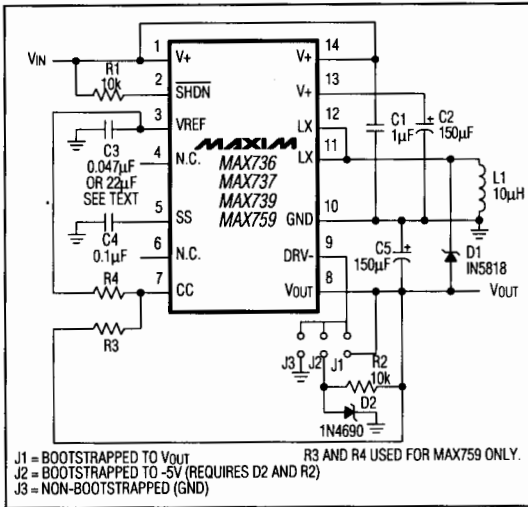 VIN
R1
10k
1 V+
2 SHDN
3 VREF
4 N.C.
5 SS
6 N.C.
7 CC
C3
0.047µF
OR 22µF
SEE TEXT
C4
0.1µF
R4
R3
MAXIM
MAX736
MAX737
MAX739
MAX759
V+ 14
V+ 13
LX 12
LX 11
GND 10
DRV- 9
VOUT 8
C1
1µF
C2
150µF
+
L1
10µH
C5
150µF
+
D1
IN5818
VOUT
J3
J2
J1
R2
10k
D2
1N4690
J1 = BOOTSTRAPPED TO VOUT
J2 = BOOTSTRAPPED TO -5V (REQUIRES D2 AND R2)
J3 = NON-BOOTSTRAPPED (GND)
R3 AND R4 USED FOR MAX759 ONLY.